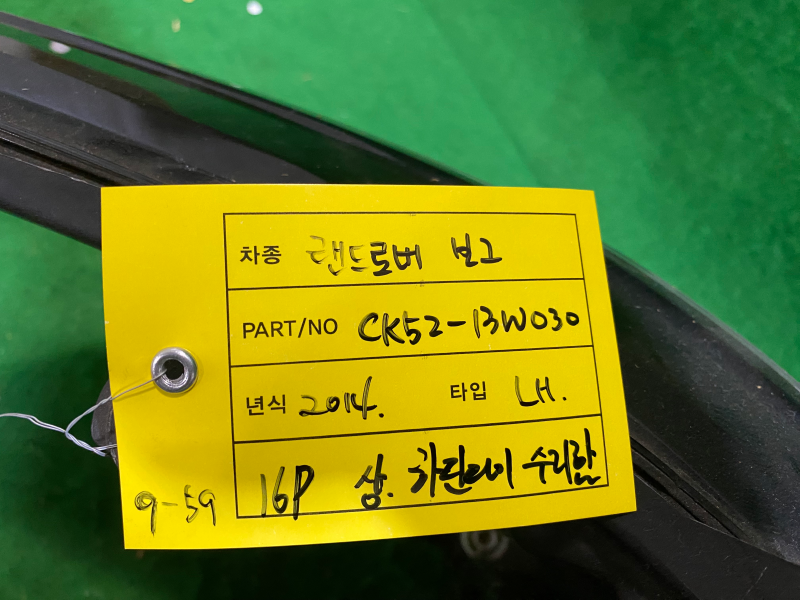 차종 랜드로버 보그
PART/NO CK52-13W030
년식 2014. 타입 LH.
16P 상. 하단다이 수리함
9-59